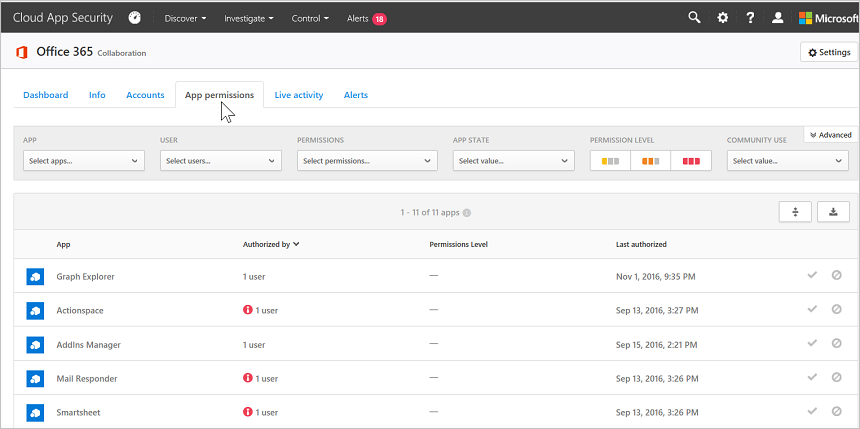 Cloud App Security Discover Investigate Control Alerts 18 ? Microsoft
Office 365 Collaboration Settings
Dashboard Info Accounts App permissions Live activity Alerts
Advanced
APP USER PERMISSIONS APP STATE PERMISSION LEVEL COMMUNITY USE
Select apps... Select users... Select permissions... Select value... Select value...
1 - 11 of 11 apps
App Authorized by Permissions Level Last authorized
Graph Explorer 1 user — Nov 1, 2016, 9:35 PM
Actionspace 1 user — Sep 13, 2016, 3:27 PM
AddIns Manager 1 user — Sep 15, 2016, 2:21 PM
Mail Responder 1 user — Sep 13, 2016, 3:26 PM
Smartsheet 1 user — Sep 13, 2016, 3:26 PM